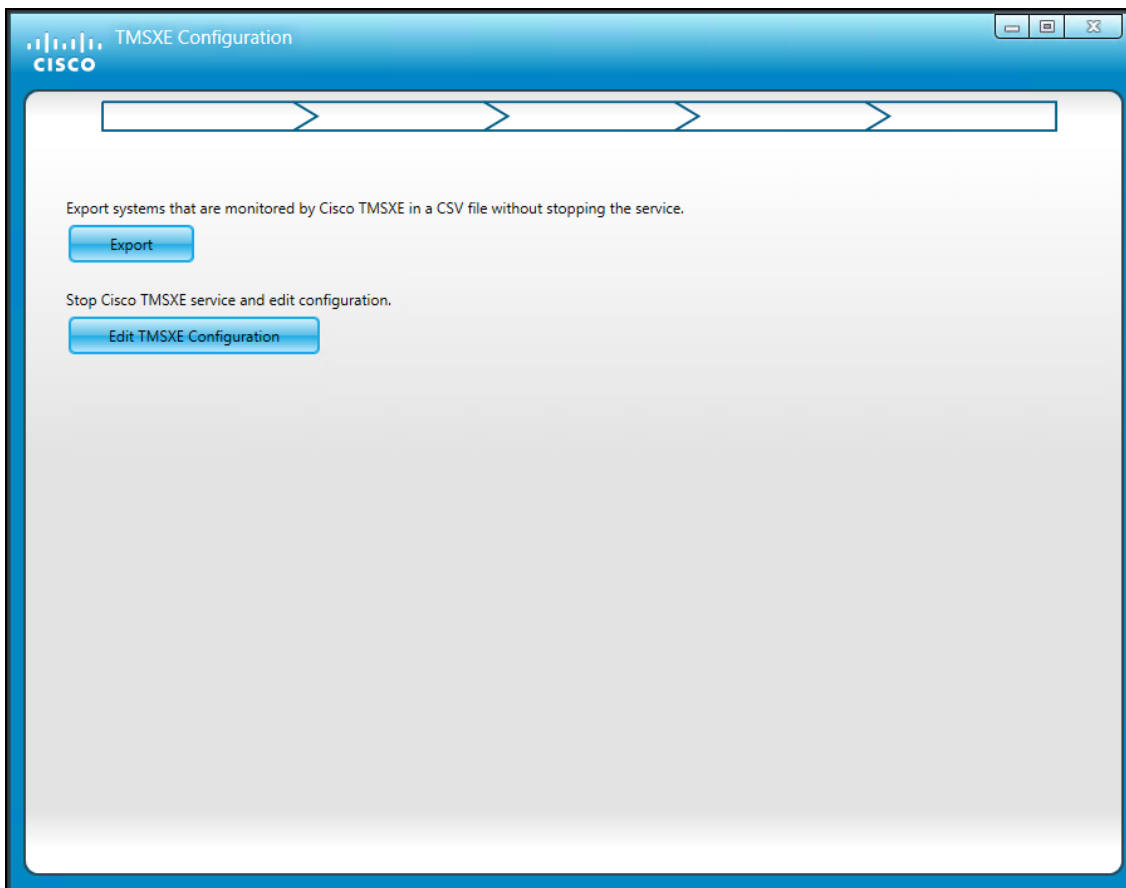 TMSXE Configuration
CISCO
Export systems that are monitored by Cisco TMSXE in a CSV file without stopping the service.
Export
Stop Cisco TMSXE service and edit configuration.
Edit TMSXE Configuration